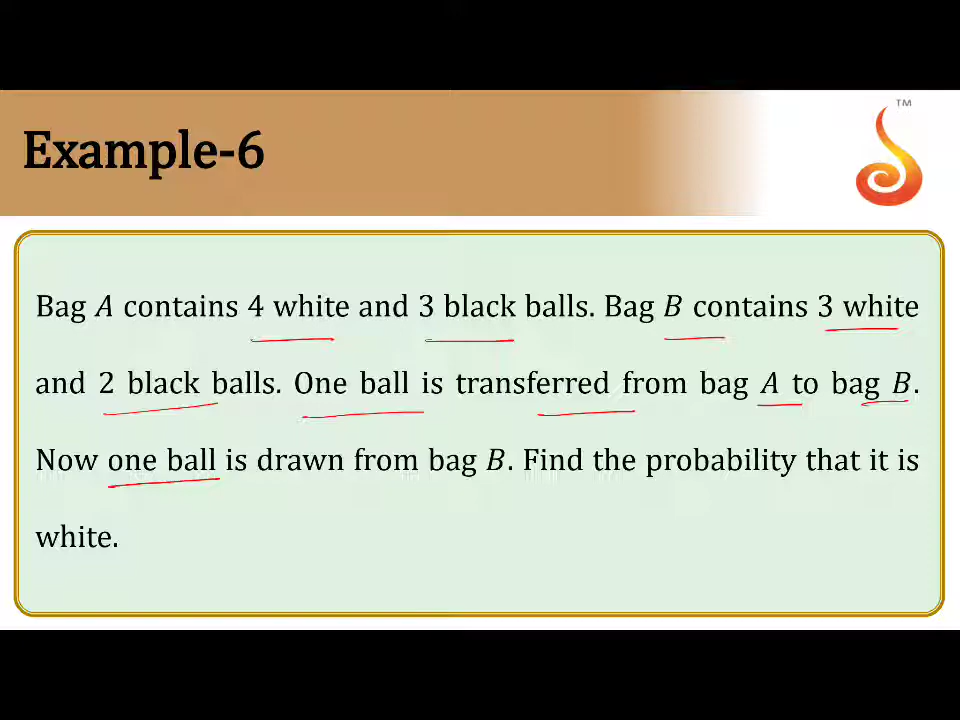 TM
Example-6
Bag A contains 4 white and 3 black balls. Bag B contains 3 white
and 2 black balls. One ball is transferred from bag A to bag B.
Now one ball is drawn from bag B. Find the probability that it is
white.